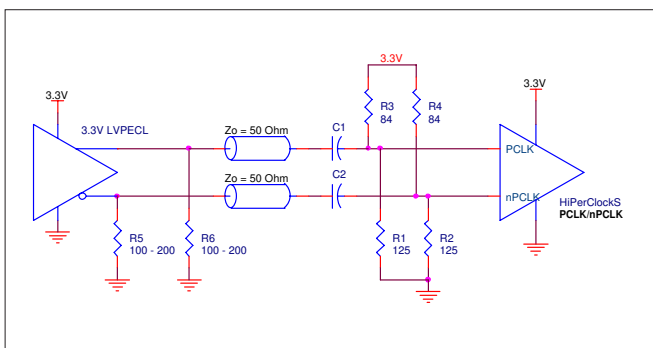 3.3V
3.3V
3.3V
3.3V LVPECL
R3
84
R4
84
Zo = 50 Ohm
C1
PCLK
Zo = 50 Ohm
C2
nPCLK
HiPerClockS
PCLK/nPCLK
R5
100 - 200
R6
100 - 200
R1
125
R2
125